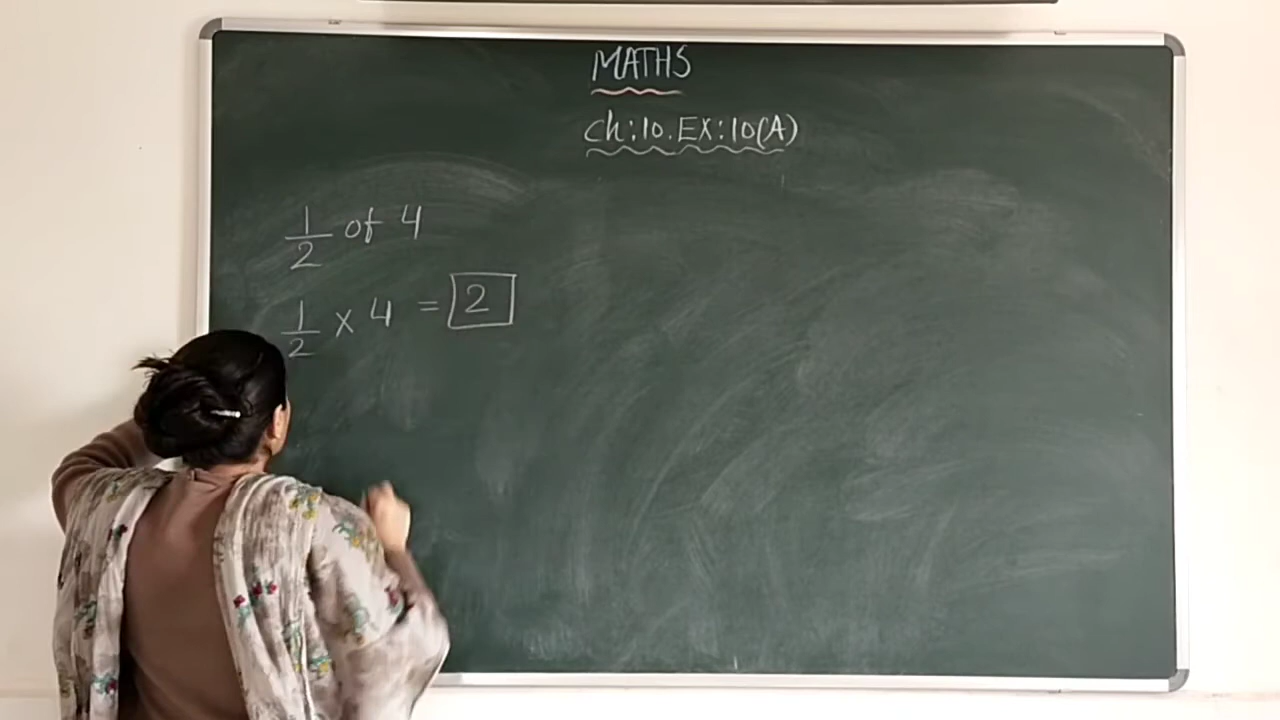 MATHS
Ch:10. EX:10(A)
1/2 of 4
1/2 x 4 = 2